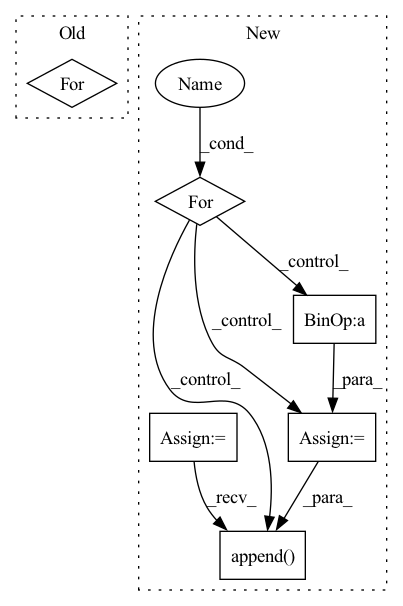 Old
New
For
Name
_cond_
For
_control_
_control_
BinOp:a
_control_
_para_
Assign:=
Assign:=
_recv_
_para_
append()